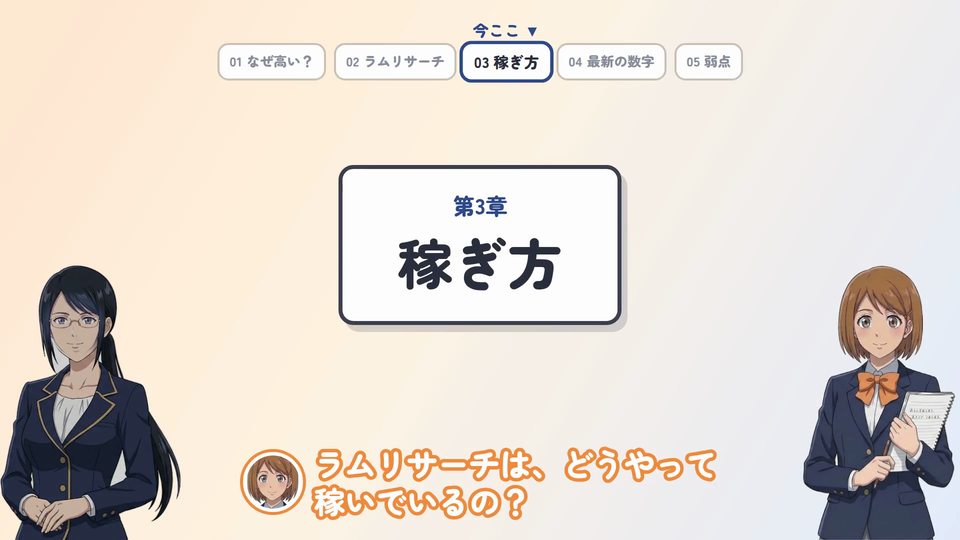 今ここ ▼
01 なぜ高い？
02 ラムリサーチ
03 稼ぎ方
04 最新の数字
05 弱点
第3章
稼ぎ方
ラムリサーチは、どうやって
稼いでいるの？